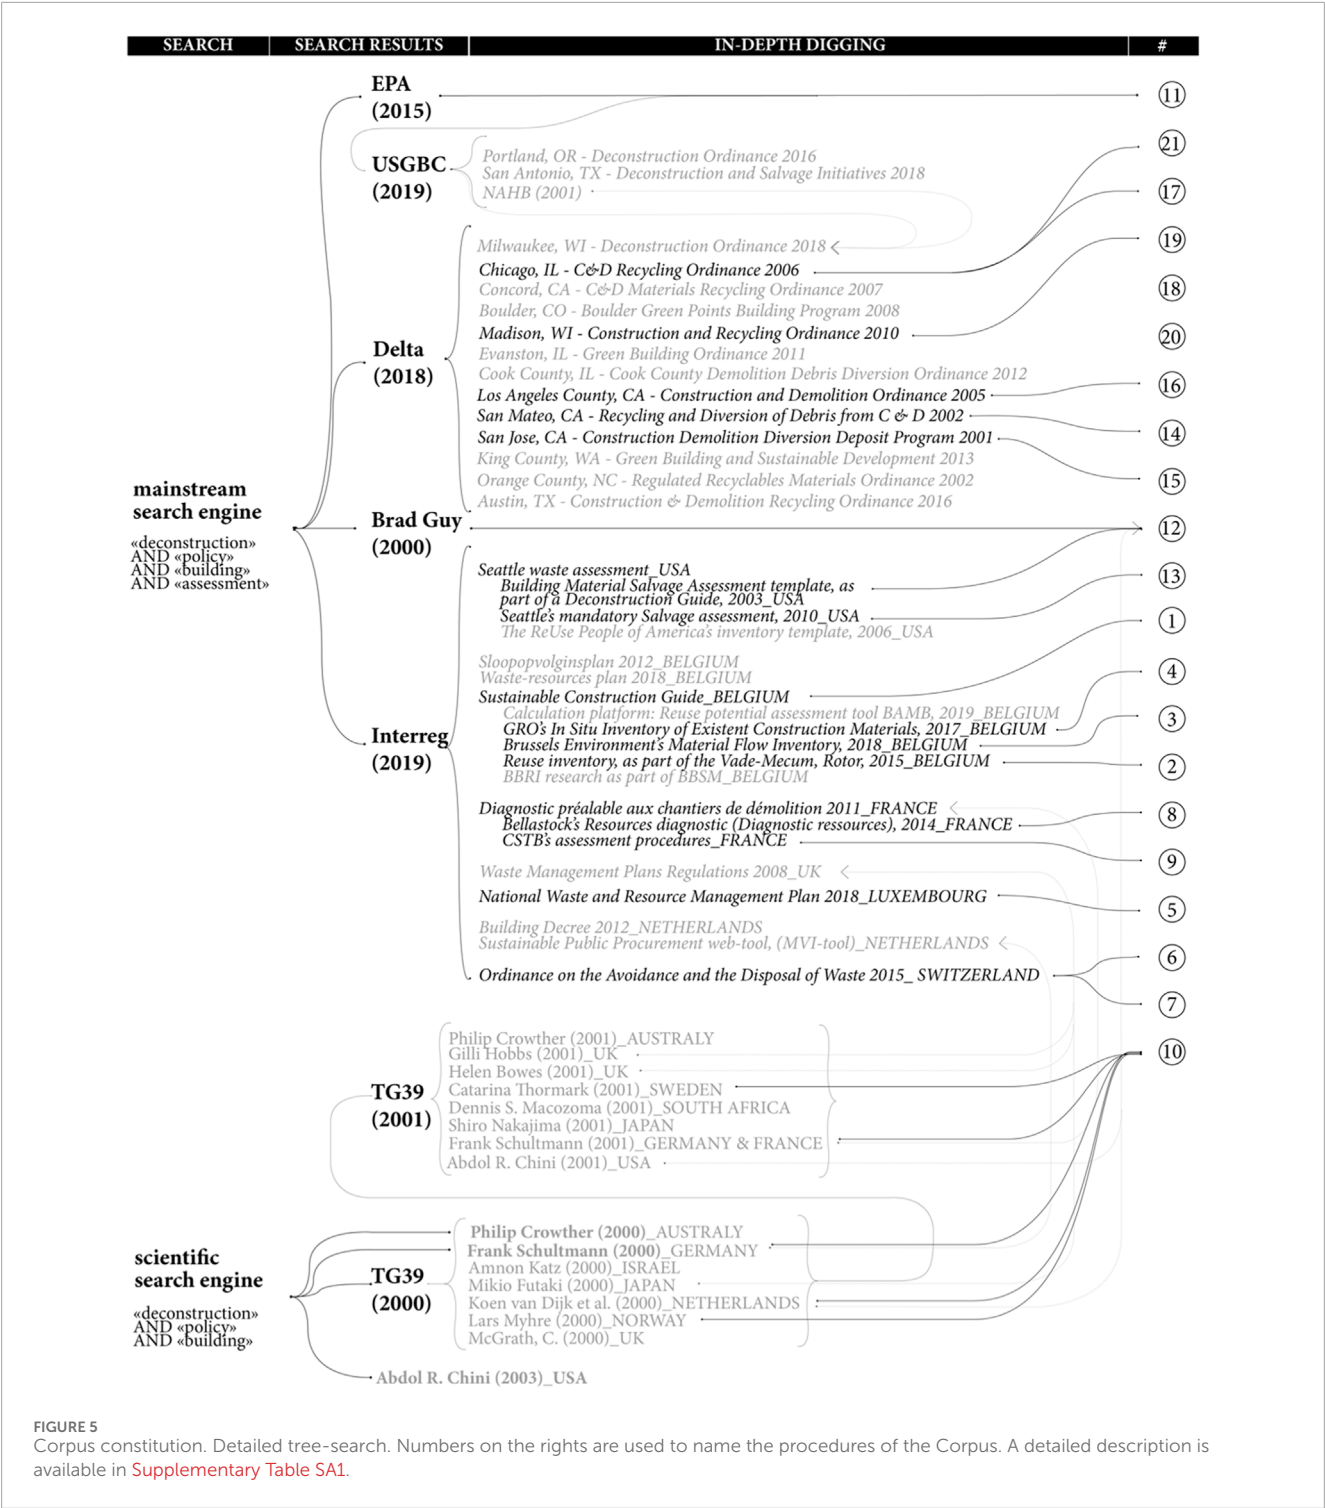 SEARCH
SEARCH RESULTS
IN-DEPTH DIGGING
#
EPA
(2015)
11
21
USGBC
(2019)
Portland, OR - Deconstruction Ordinance 2016
San Antonio, TX - Deconstruction and Salvage Initiatives 2018
NAHB (2001)
17
Milwaukee, WI - Deconstruction Ordinance 2018
19
Chicago, IL - C&D Recycling Ordinance 2006
Concord, CA - C&D Materials Recycling Ordinance 2007
18
Boulder, CO - Boulder Green Points Building Program 2008
Madison, WI - Construction and Recycling Ordinance 2010
20
Delta
(2018)
Evanston, IL - Green Building Ordinance 2011
Cook County, IL - Cook County Demolition Debris Diversion Ordinance 2012
Los Angeles County, CA - Construction and Demolition Ordinance 2005
16
San Mateo, CA - Recycling and Diversion of Debris from C & D 2002
14
San Jose, CA - Construction Demolition Diversion Deposit Program 2001
King County, WA - Green Building and Sustainable Development 2013
Orange County, NC - Regulated Recyclables Materials Ordinance 2002
15
Austin, TX - Construction & Demolition Recycling Ordinance 2016
mainstream
search engine
«deconstruction»
AND «policy»
AND «building»
AND «assessment»
Brad Guy
(2000)
12
Seattle waste assessment_USA
Building Material Salvage Assessment template, as
part of a Deconstruction Guide, 2003_USA
13
Seattle's mandatory Salvage assessment, 2010_USA
The ReUse People of America's inventory template, 2006_USA
1
Sloopopvolginsplan 2012_BELGIUM
Waste-resources plan 2018_BELGIUM
4
Sustainable Construction Guide_BELGIUM
Calculation platform: Reuse potential assessment tool BAMB, 2019_BELGIUM
3
GRO's In Situ Inventory of Existent Construction Materials, 2017_BELGIUM
Brussels Environment's Material Flow Inventory, 2018_BELGIUM
Interreg
(2019)
Reuse inventory, as part of the Vade-Mecum, Rotor, 2015_BELGIUM
2
BBRI research as part of BBSM_BELGIUM
Diagnostic préalable aux chantiers de démolition 2011_FRANCE
8
Bellastock's Resources diagnostic (Diagnostic ressources), 2014_FRANCE
CSTB's assessment procedures_FRANCE
9
Waste Management Plans Regulations 2008_UK
National Waste and Resource Management Plan 2018_LUXEMBOURG
5
Building Decree 2012_NETHERLANDS
Sustainable Public Procurement web-tool, (MVI-tool)_NETHERLANDS
6
Ordinance on the Avoidance and the Disposal of Waste 2015_ SWITZERLAND
7
10
TG39
(2001)
Philip Crowther (2001)_AUSTRALY
Gilli Hobbs (2001)_UK
Helen Bowes (2001)_UK
Catarina Thormark (2001)_SWEDEN
Dennis S. Macozoma (2001)_SOUTH AFRICA
Shiro Nakajima (2001)_JAPAN
Frank Schultmann (2001)_GERMANY & FRANCE
Abdol R. Chini (2001)_USA
scientific
search engine
«deconstruction»
AND «policy»
AND «building»
TG39
(2000)
Philip Crowther (2000)_AUSTRALY
Frank Schultmann (2000)_GERMANY
Amnon Katz (2000)_ISRAEL
Mikio Futaki (2000)_JAPAN
Koen van Dijk et al. (2000)_NETHERLANDS
Lars Myhre (2000)_NORWAY
McGrath, C. (2000)_UK
Abdol R. Chini (2003)_USA
FIGURE 5
Corpus constitution. Detailed tree-search. Numbers on the rights are used to name the procedures of the Corpus. A detailed description is
available in Supplementary Table SA1.